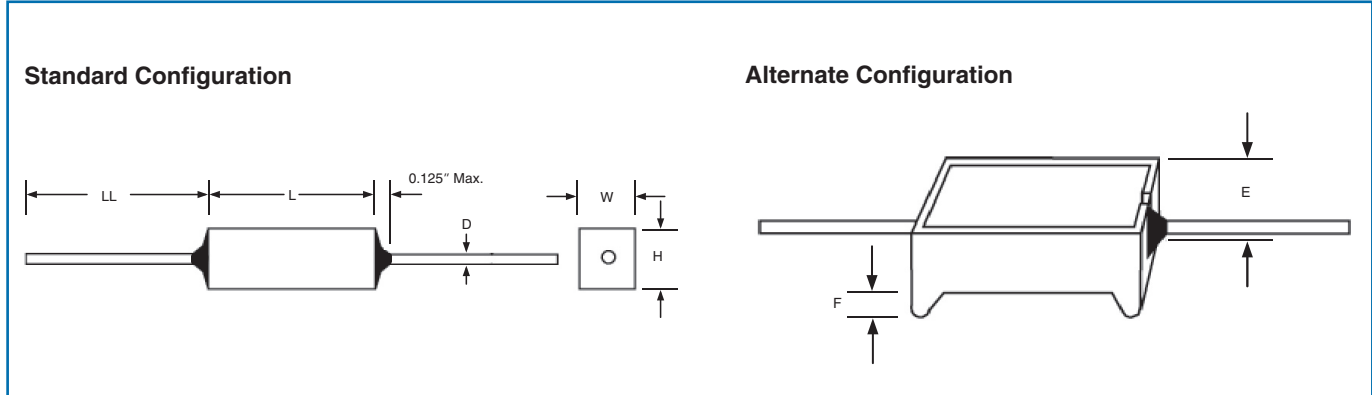 Standard Configuration
Alternate Configuration
LL
L
0.125″ Max.
D
W
H
E
F